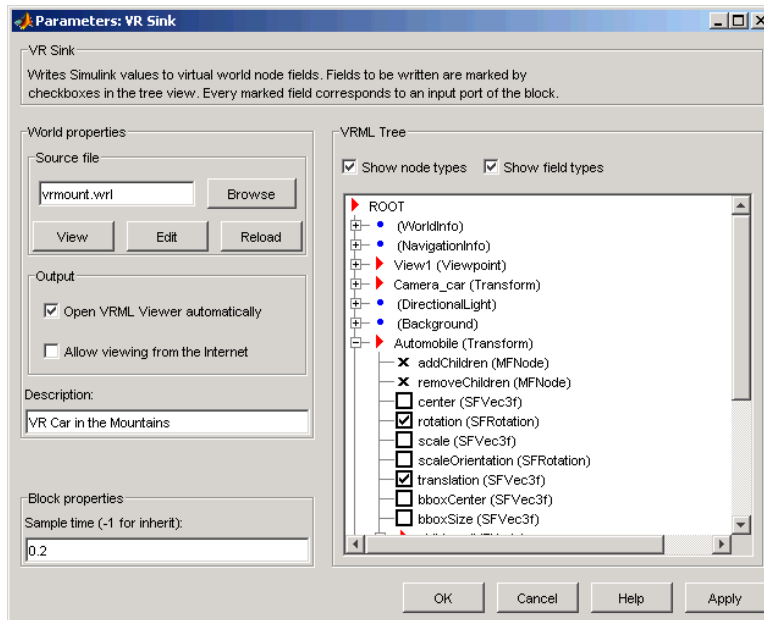 Parameters: VR Sink
VR Sink
Writes Simulink values to virtual world node fields. Fields to be written are marked by
checkboxes in the tree view. Every marked field corresponds to an input port of the block.
World properties
Source file
vrmount.wrl
Browse
View
Edit
Reload
Output
Open VRML Viewer automatically
Allow viewing from the Internet
Description:
VR Car in the Mountains
Block properties
Sample time (-1 for inherit):
0.2
VRML Tree
Show node types
Show field types
ROOT
(WorldInfo)
(NavigationInfo)
View1 (Viewpoint)
Camera_car (Transform)
(DirectionalLight)
(Background)
Automobile (Transform)
addChildren (MFNode)
removeChildren (MFNode)
center (SFVec3f)
rotation (SFRotation)
scale (SFVec3f)
scaleOrientation (SFRotation)
translation (SFVec3f)
bboxCenter (SFVec3f)
bboxSize (SFVec3f)
OK
Cancel
Help
Apply